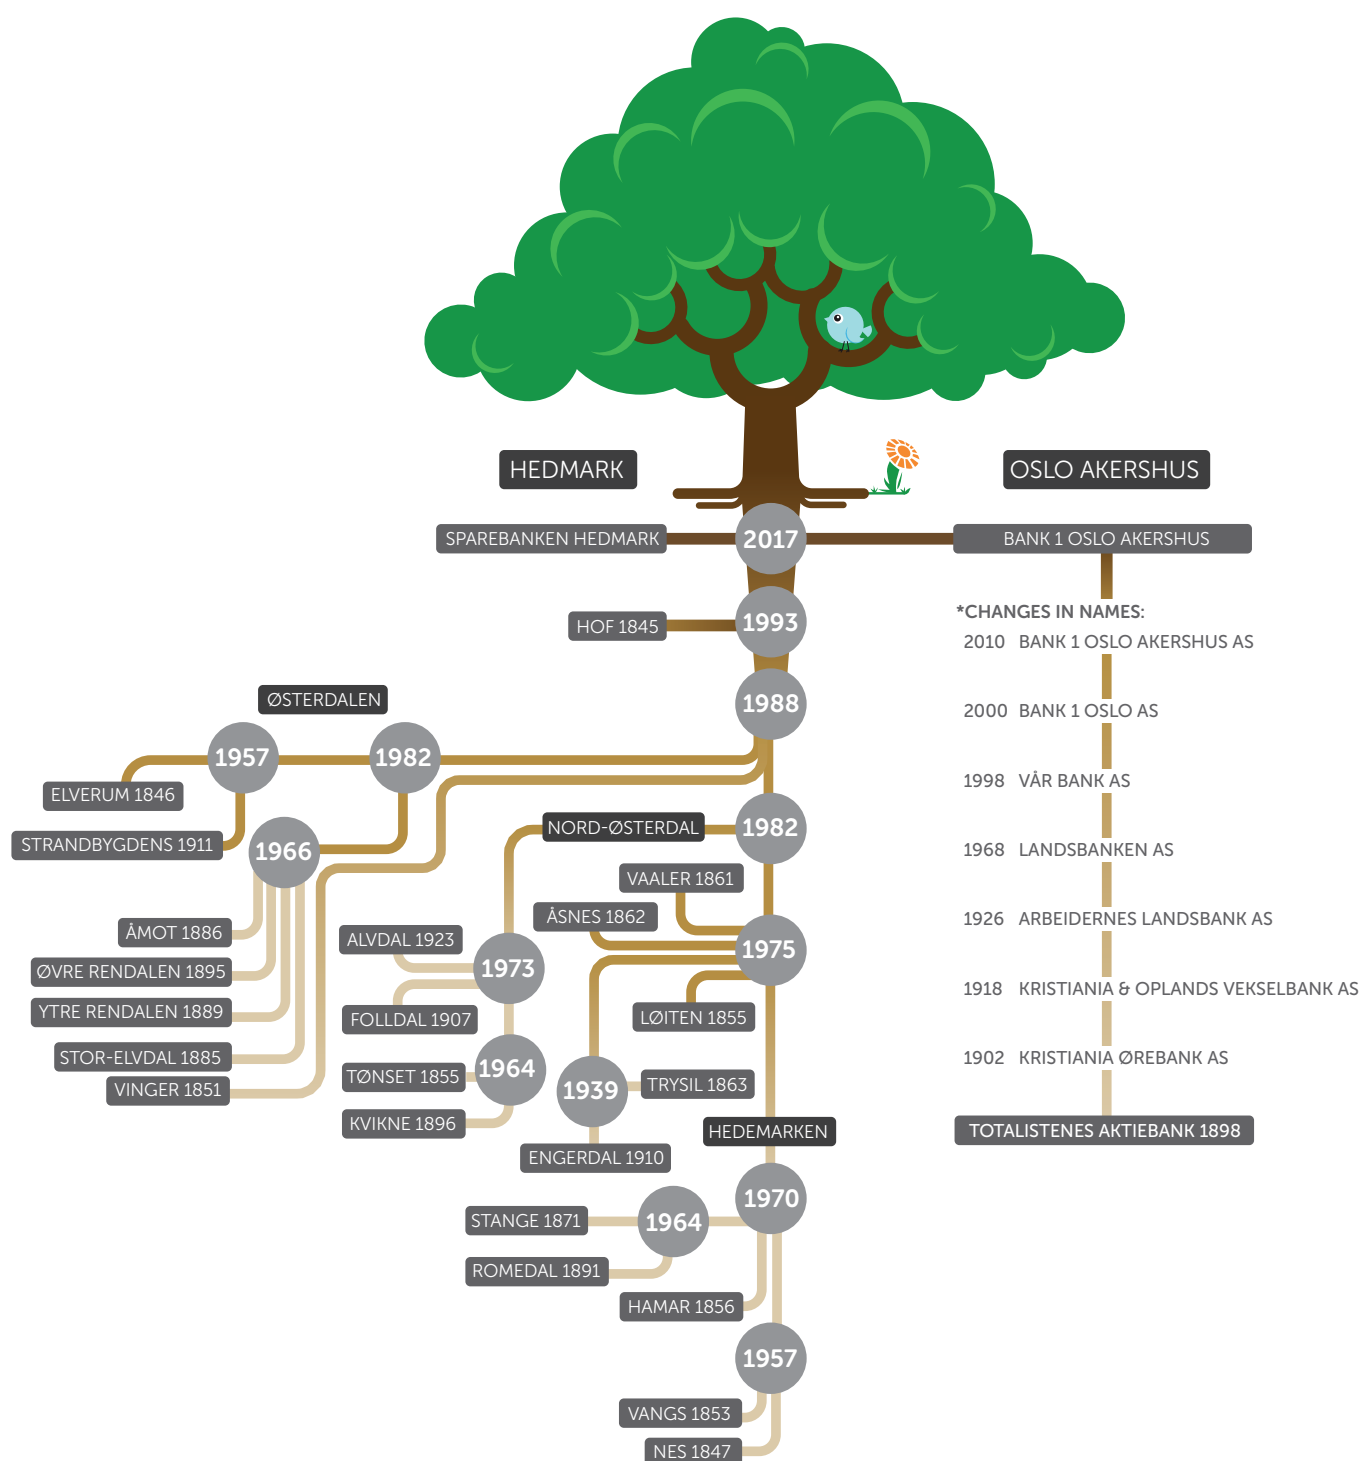 HEDMARK
OSLO AKERSHUS
SPAREBANKEN HEDMARK
2017
BANK 1 OSLO AKERSHUS
HOF 1845
1993
*CHANGES IN NAMES:
2010 BANK 1 OSLO AKERSHUS AS
ØSTERDALEN
1988
2000 BANK 1 OSLO AS
1957
1982
ELVERUM 1846
1998 VÅR BANK AS
STRANDBYGDENS 1911
1966
NORD-ØSTERDAL
1982
1968 LANDSBANKEN AS
VAALER 1861
ÅSNES 1862
1926 ARBEIDERNES LANDSBANK AS
ÅMOT 1886
ALVDAL 1923
1975
ØVRE RENDALEN 1895
1973
1918 KRISTIANIA & OPLANDS VEKSELBANK AS
YTRE RENDALEN 1889
FOLLDAL 1907
LØITEN 1855
STOR-ELVDAL 1885
1902 KRISTIANIA ØREBANK AS
VINGER 1851
TØNSET 1855
1964
1939
TRYSIL 1863
KVIKNE 1896
HEDEMARKEN
TOTALISTENES AKTIEBANK 1898
ENGERDAL 1910
1970
STANGE 1871
1964
ROMEDAL 1891
HAMAR 1856
1957
VANGS 1853
NES 1847